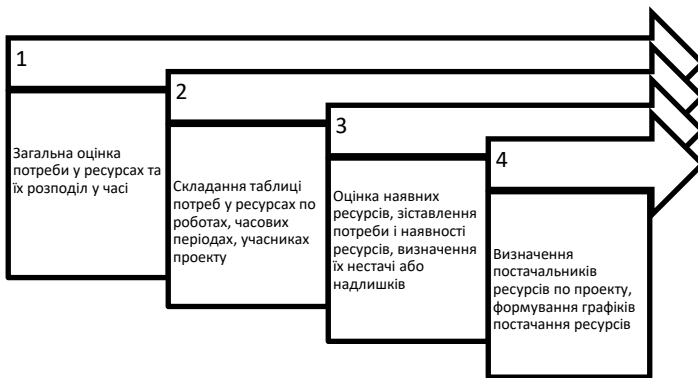 1
Загальна оцінка
потреби у ресурсах та
їх розподіл у часі
2
Складання таблиці
потреб у ресурсах по
роботах, часових
періодах, учасниках
проекту
3
Оцінка наявних
ресурсів, зіставлення
потреби і наявності
ресурсів, визначення
їх нестачі або
надлишків
4
Визначення
постачальників
ресурсів по проекту,
формування графіків
постачання ресурсів